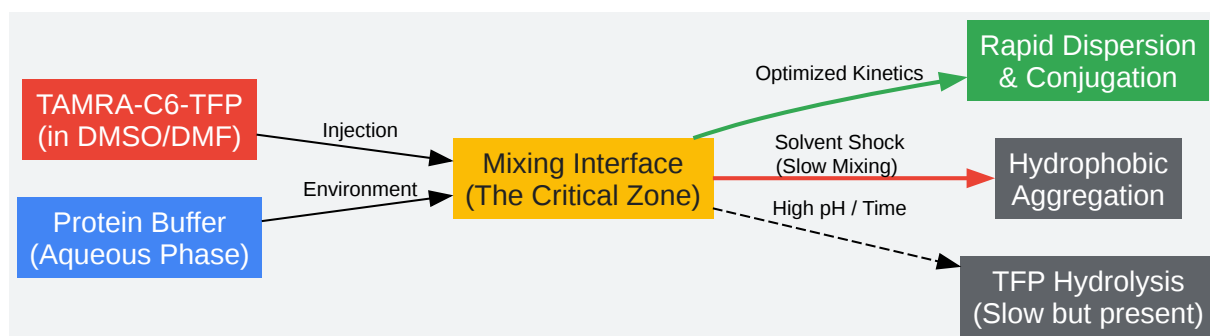 TAMRA-C6-TFP
(in DMSO/DMF)
Protein Buffer
(Aqueous Phase)
Injection
Environment
Mixing Interface
(The Critical Zone)
Optimized Kinetics
Solvent Shock
(Slow Mixing)
High pH / Time
Rapid Dispersion
& Conjugation
Hydrophobic
Aggregation
TFP Hydrolysis
(Slow but present)